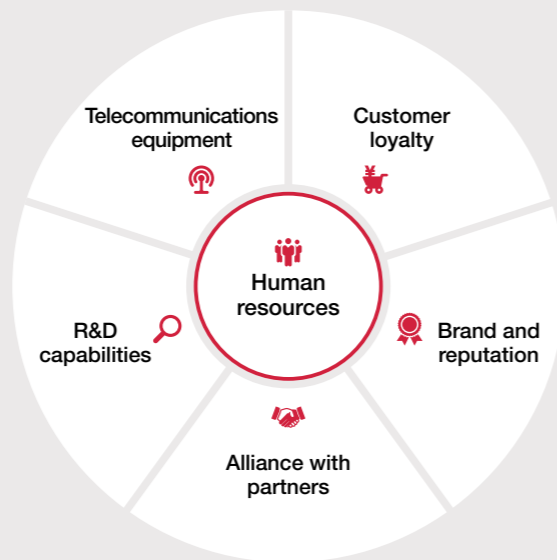 Telecommunications
equipment
Customer
loyalty
¥
Human
resources
R&D
capabilities
Brand and
reputation
Alliance with
partners